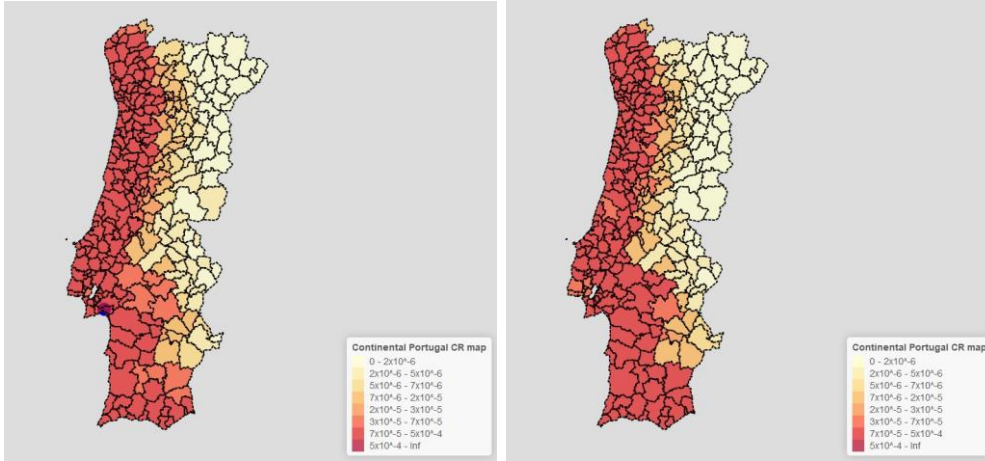 Continental Portugal CR map
0 - 2x10^-6
2x10^-6 - 5x10^-6
5x10^-6 - 7x10^-6
7x10^-6 - 2x10^-5
2x10^-5 - 3x10^-5
3x10^-5 - 7x10^-5
7x10^-5 - 5x10^-4
5x10^-4 - Inf
Continental Portugal CR map
0 - 2x10^-6
2x10^-6 - 5x10^-6
5x10^-6 - 7x10^-6
7x10^-6 - 2x10^-5
2x10^-5 - 3x10^-5
3x10^-5 - 7x10^-5
7x10^-5 - 5x10^-4
5x10^-4 - Inf